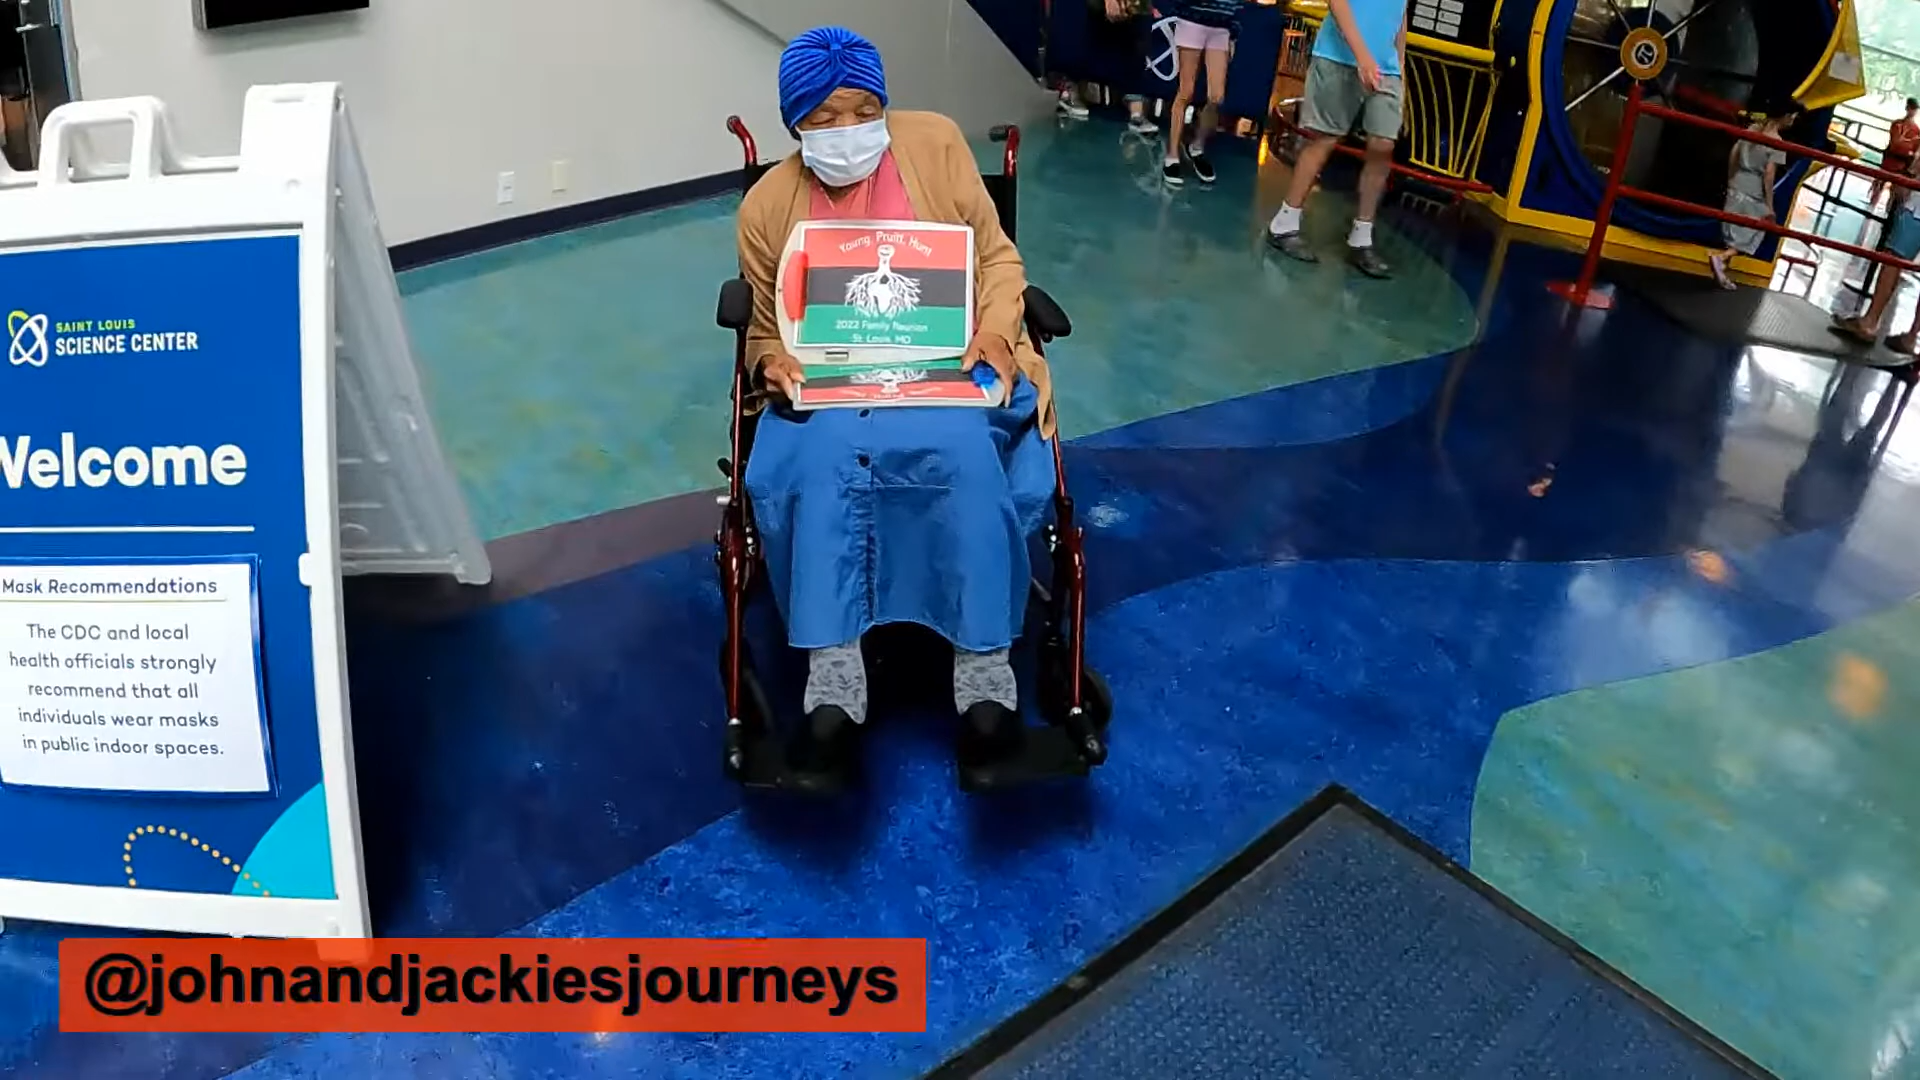 SAINT LOUIS
SCIENCE CENTER
Welcome
Mask Recommendations
The CDC and local
health officials strongly
recommend that all
individuals wear masks
in public indoor spaces.
Young, Pruitt, Hunt
2022 Family Reunion
St. Louis, MO
@johnandjackiesjourneys